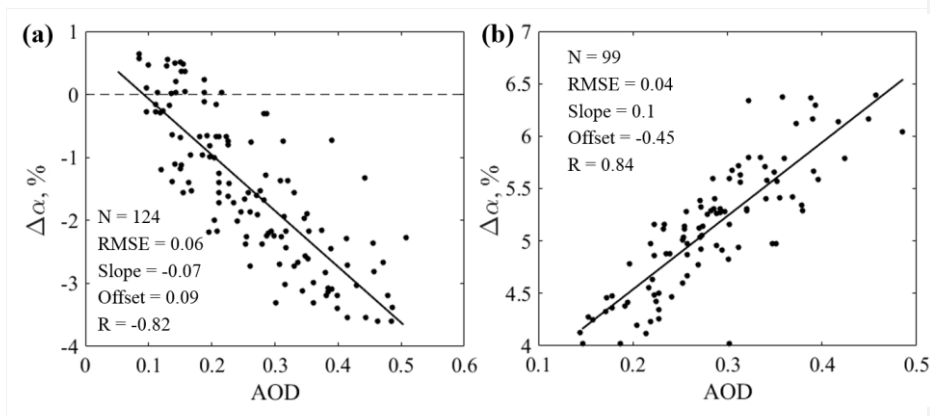 (a)
1
0
-1
-2
-3
-4
Δα, %
N = 124
RMSE = 0.06
Slope = -0.07
Offset = 0.09
R = -0.82
0
0.1
0.2
0.3
0.4
0.5
0.6
AOD
(b)
7
6.5
6
5.5
5
4.5
4
Δα, %
N = 99
RMSE = 0.04
Slope = 0.1
Offset = -0.45
R = 0.84
0.1
0.2
0.3
0.4
0.5
AOD